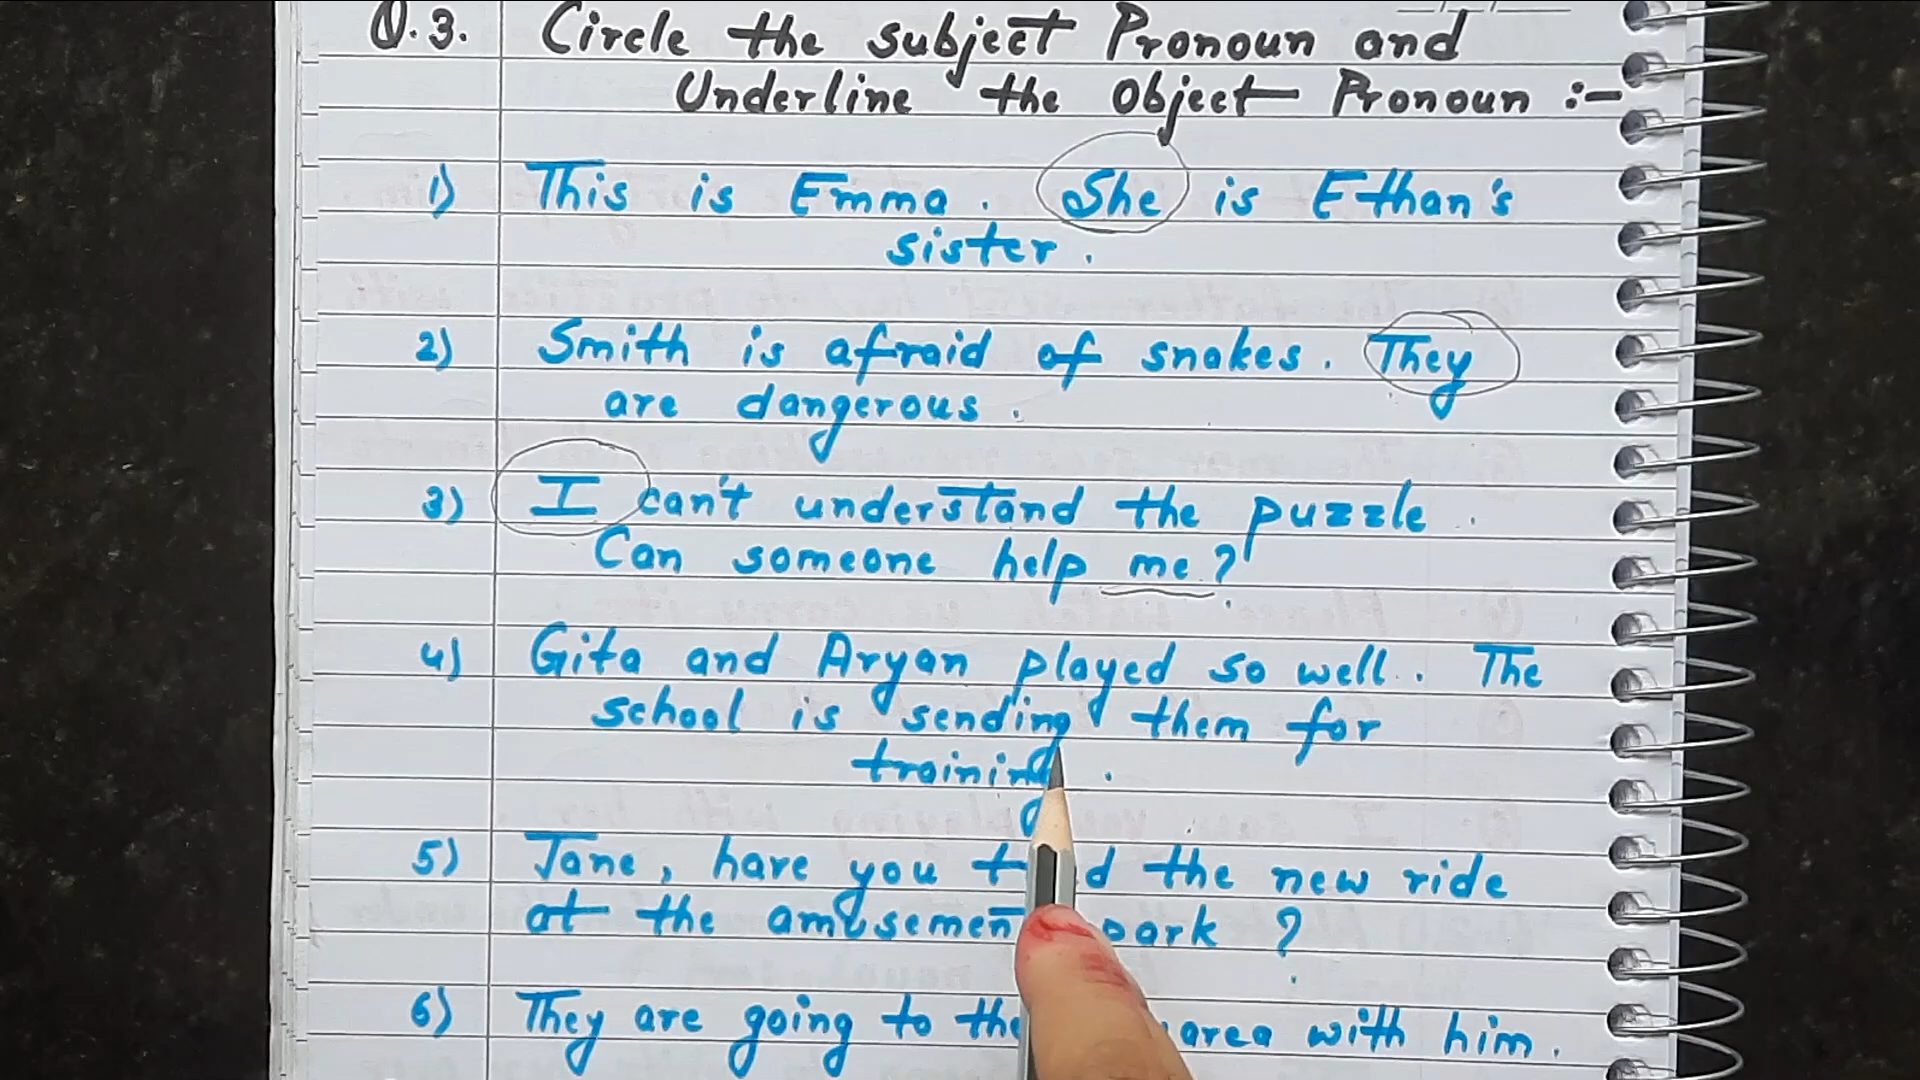 Q.3. Circle the subject Pronoun and
Underline the Object Pronoun :-
1) This is Emma. She is Ethan's
sister.
2) Smith is afraid of snakes. They
are dangerous.
3) I can't understand the puzzle.
Can someone help me?
4) Gita and Aryan played so well. The
school is sending them for
training.
5) Jane, have you the new ride
at the amusement park ?
6) They are going to the area with him.